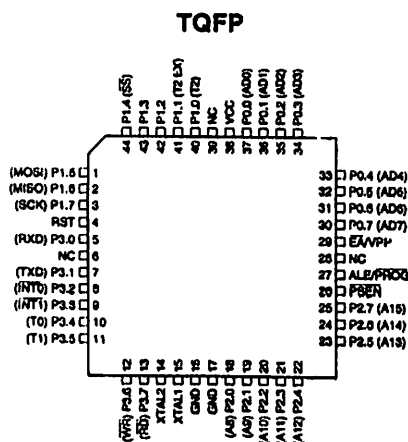 TQFP
P1.4 (SS)
P1.3
P1.2
P1.1 (T2 EX)
P1.0 (T2)
NC
VCC
P0.0 (AD0)
P0.1 (AD1)
P0.2 (AD2)
P0.3 (AD3)
44 43 42 41 40 39 38 37 36 35 34
(MOSI) P1.5 1
(MISO) P1.6 2
(SCK) P1.7 3
RST 4
(RXD) P3.0 5
NC 6
(TXD) P3.1 7
(INT0) P3.2 8
(INT1) P3.3 9
(T0) P3.4 10
(T1) P3.5 11
33 P0.4 (AD4)
32 P0.5 (AD5)
31 P0.6 (AD6)
30 P0.7 (AD7)
29 EA/VPP
28 NC
27 ALE/PROG
26 PSEN
25 P2.7 (A15)
24 P2.6 (A14)
23 P2.5 (A13)
12 13 14 15 16 17 18 19 20 21 22
(WR) P3.6
(RD) P3.7
XTAL2
XTAL1
GND
GND
(A8) P2.0
(A9) P2.1
(A10) P2.2
(A11) P2.3
(A12) P2.4